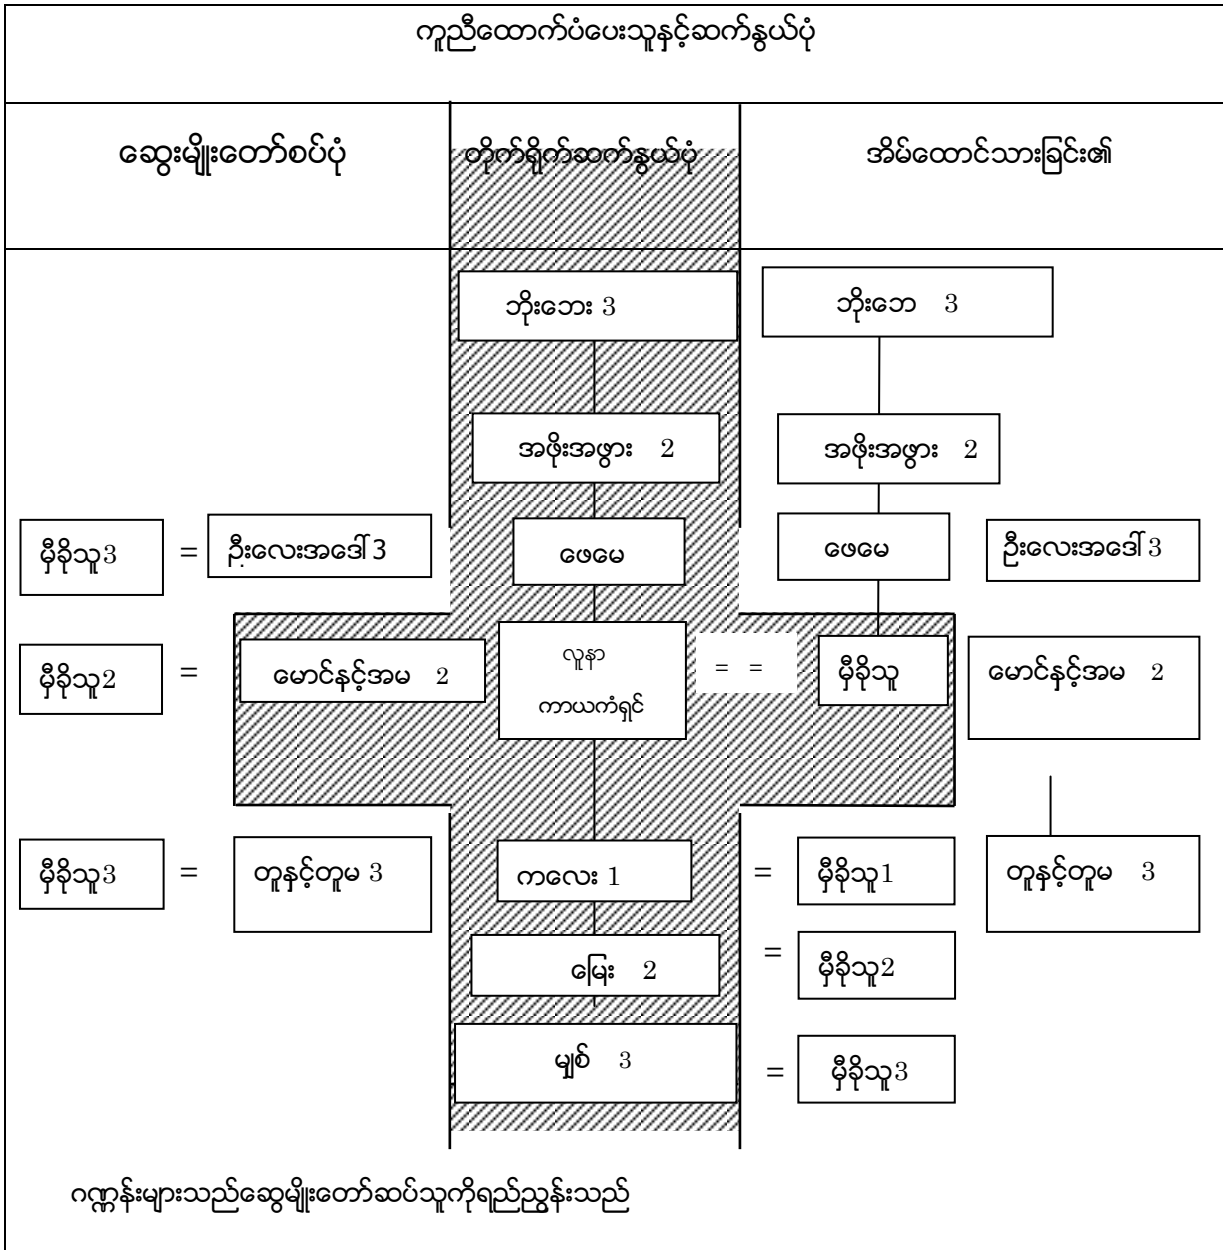 ကူညီထောက်ပံပေးသူနှင့်ဆက်နွယ်ပုံ
ဆွေးမျိုးတော်စပ်ပုံ
တိုက်ရိုက်ဆက်နွယ်ပုံ
အိမ်ထောင်သားခြင်း၏
ဘိုးဘေး 3
ဘိုးဘေ 3
အဖိုးအဖွား 2
အဖိုးအဖွား 2
မှီခိုသူ3 = ဦးလေးအဒေါ်3
ဖေမေ
ဖေမေ
ဦးလေးအဒေါ်3
မှီခိုသူ2 = မောင်နှင့်အမ 2
လူနာ
ကာယကံရှင်
= = မှီခိုသူ
မောင်နှင့်အမ 2
မှီခိုသူ3 = တူနှင့်တူမ 3
ကလေး 1 = မှီခိုသူ1
တူနှင့်တူမ 3
မြေး 2 = မှီခိုသူ2
မျှစ် 3 = မှီခိုသူ3
ဂဏ္ဏန်းများသည်ဆွေမျိုးတော်ဆပ်သူကိုရည်ညွှန်းသည်